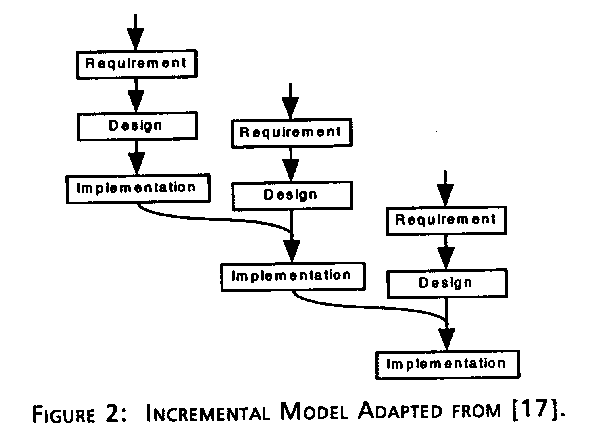 Requirement
Design
Implementation
Requirement
Design
Implementation
Requirement
Design
Implementation
FIGURE 2: INCREMENTAL MODEL ADAPTED FROM [17].